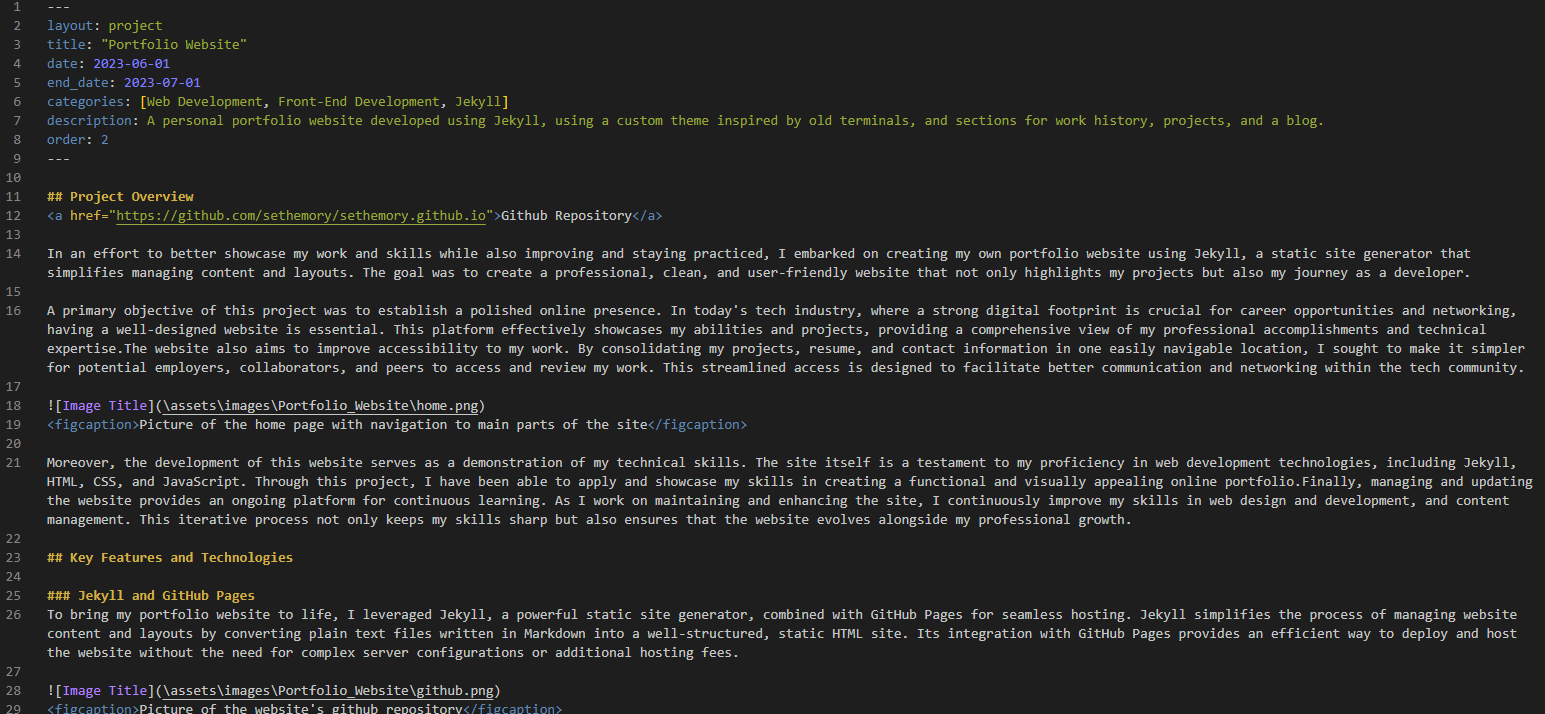 1 ---
2 layout: project
3 title: "Portfolio Website"
4 date: 2023-06-01
5 end_date: 2023-07-01
6 categories: [Web Development, Front-End Development, Jekyll]
7 description: A personal portfolio website developed using Jekyll, using a custom theme inspired by old terminals, and sections for work history, projects, and a blog.
8 order: 2
9 ---
10
11 ## Project Overview
12 <a href="https://github.com/sethemory/sethemory.github.io">Github Repository</a>
13
14 In an effort to better showcase my work and skills while also improving and staying practiced, I embarked on creating my own portfolio website using Jekyll, a static site generator that
simplifies managing content and layouts. The goal was to create a professional, clean, and user-friendly website that not only highlights my projects but also my journey as a developer.
15
16 A primary objective of this project was to establish a polished online presence. In today's tech industry, where a strong digital footprint is crucial for career opportunities and networking,
having a well-designed website is essential. This platform effectively showcases my abilities and projects, providing a comprehensive view of my professional accomplishments and technical
expertise.The website also aims to improve accessibility to my work. By consolidating my projects, resume, and contact information in one easily navigable location, I sought to make it simpler
for potential employers, collaborators, and peers to access and review my work. This streamlined access is designed to facilitate better communication and networking within the tech community.
17
18 ![Image Title](\assets\images\Portfolio_Website\home.png)
19 <figcaption>Picture of the home page with navigation to main parts of the site</figcaption>
20
21 Moreover, the development of this website serves as a demonstration of my technical skills. The site itself is a testament to my proficiency in web development technologies, including Jekyll,
HTML, CSS, and JavaScript. Through this project, I have been able to apply and showcase my skills in creating a functional and visually appealing online portfolio.Finally, managing and updating
the website provides an ongoing platform for continuous learning. As I work on maintaining and enhancing the site, I continuously improve my skills in web design and development, and content
management. This iterative process not only keeps my skills sharp but also ensures that the website evolves alongside my professional growth.
22
23 ## Key Features and Technologies
24
25 ### Jekyll and GitHub Pages
26 To bring my portfolio website to life, I leveraged Jekyll, a powerful static site generator, combined with GitHub Pages for seamless hosting. Jekyll simplifies the process of managing website
content and layouts by converting plain text files written in Markdown into a well-structured, static HTML site. Its integration with GitHub Pages provides an efficient way to deploy and host
the website without the need for complex server configurations or additional hosting fees.
27
28 ![Image Title](\assets\images\Portfolio_Website\github.png)
29 <figcaption>Picture of the website's github repository</figcaption>